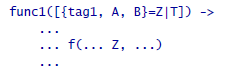 func1([{tag1, A, B}=Z|T]) ->
...
... f(... Z, ...)
...